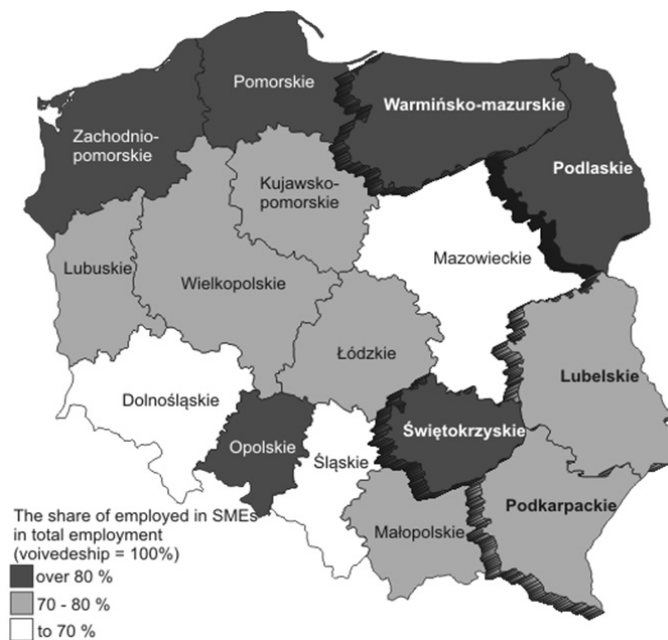 Pomorskie
Warmińsko-mazurskie
Zachodnio-
pomorskie
Podlaskie
Kujawsko-
pomorskie
Mazowieckie
Lubuskie
Wielkopolskie
Łódzkie
Lubelskie
Dolnośląskie
Świętokrzyskie
Opolskie
Śląskie
Podkarpackie
Małopolskie
The share of employed in SMEs
in total employment
(voivedeship = 100%)
over 80 %
70 - 80 %
to 70 %